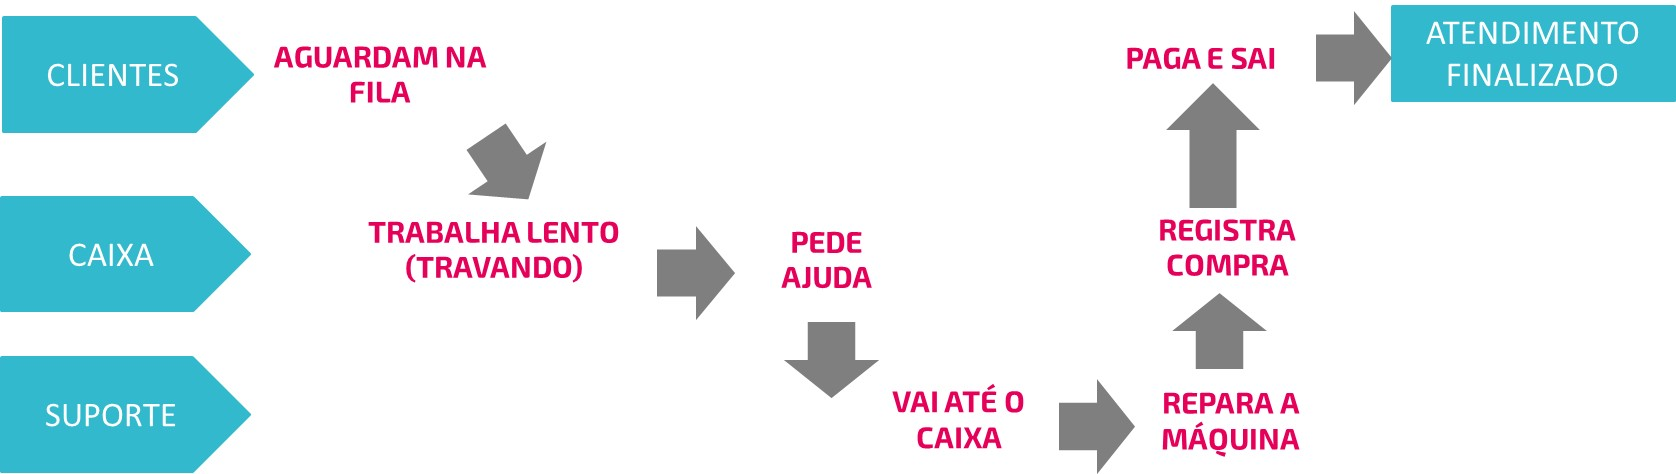 CLIENTES
AGUARDAM NA
FILA
PAGA E SAI
ATENDIMENTO
FINALIZADO
CAIXA
TRABALHA LENTO
(TRAVANDO)
PEDE
AJUDA
REGISTRA
COMPRA
SUPORTE
VAI ATÉ O
CAIXA
REPARA A
MÁQUINA